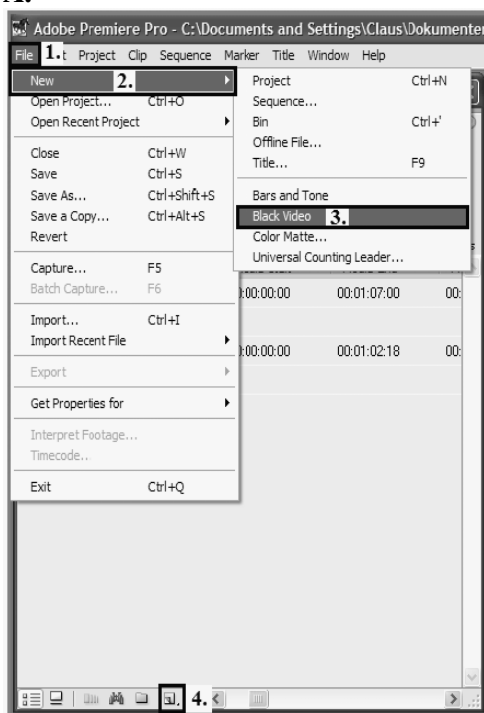 A.
Adobe Premiere Pro - C:\Documents and Settings\Claus\Dokumenter
File 1. t Project Clip Sequence Marker Title Window Help
New 2.
Open Project... Ctrl+O
Open Recent Project
Close Ctrl+W
Save Ctrl+S
Save As... Ctrl+Shift+S
Save a Copy... Ctrl+Alt+S
Revert
Capture... F5
Batch Capture... F6
Import... Ctrl+I
Import Recent File
Export
Get Properties for
Interpret Footage...
Timecode...
Exit Ctrl+Q
Project Ctrl+N
Sequence...
Bin Ctrl+'
Offline File...
Title... F9
Bars and Tone
Black Video 3.
Color Matte...
Universal Counting Leader...
):00:00:00 00:01:07:00 00:
):00:00:00 00:01:02:18 00:
4.